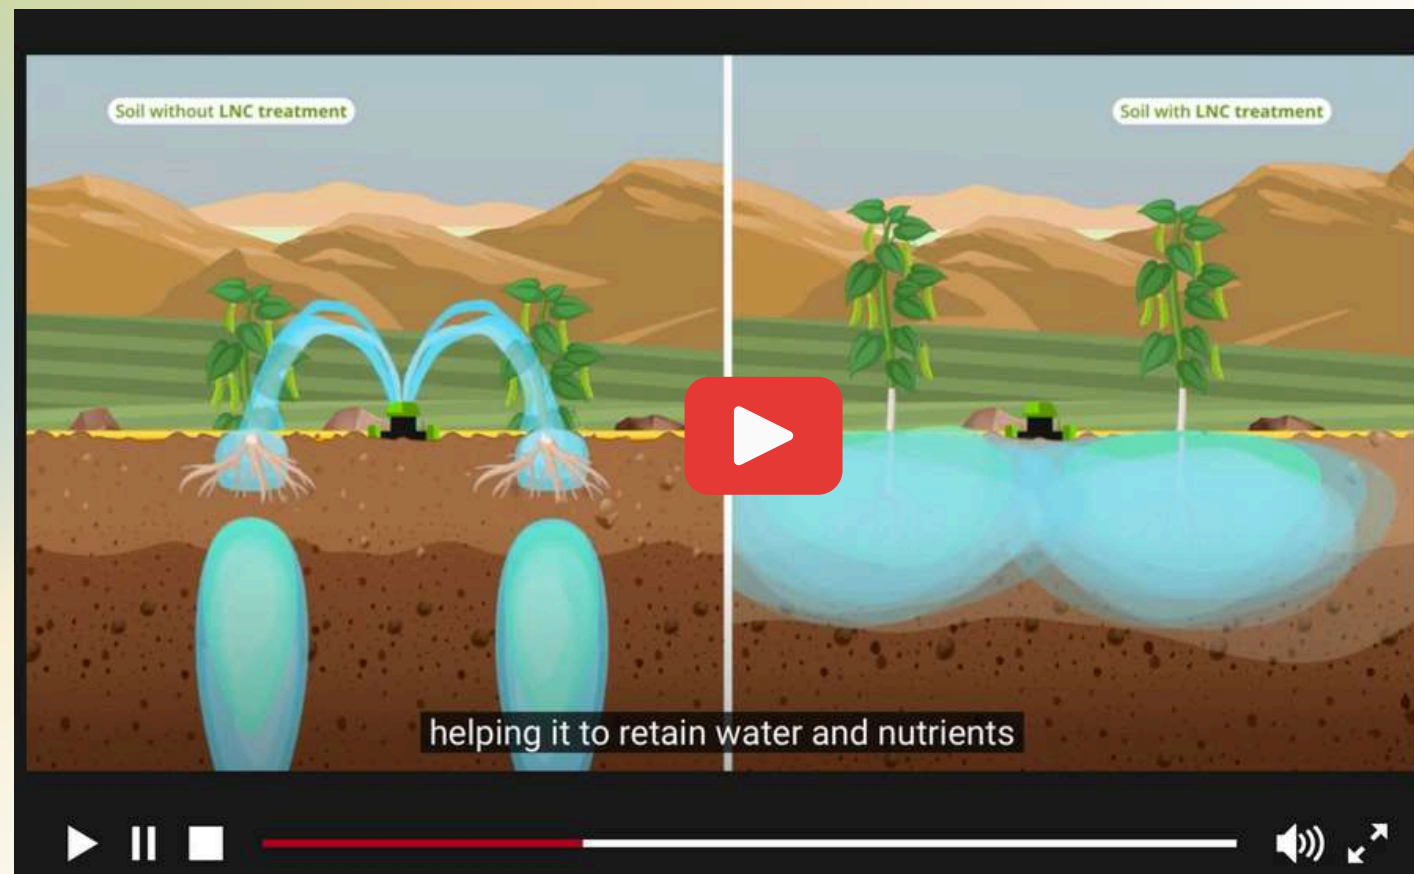 Soil without LNC treatment
Soil with LNC treatment
helping it to retain water and nutrients